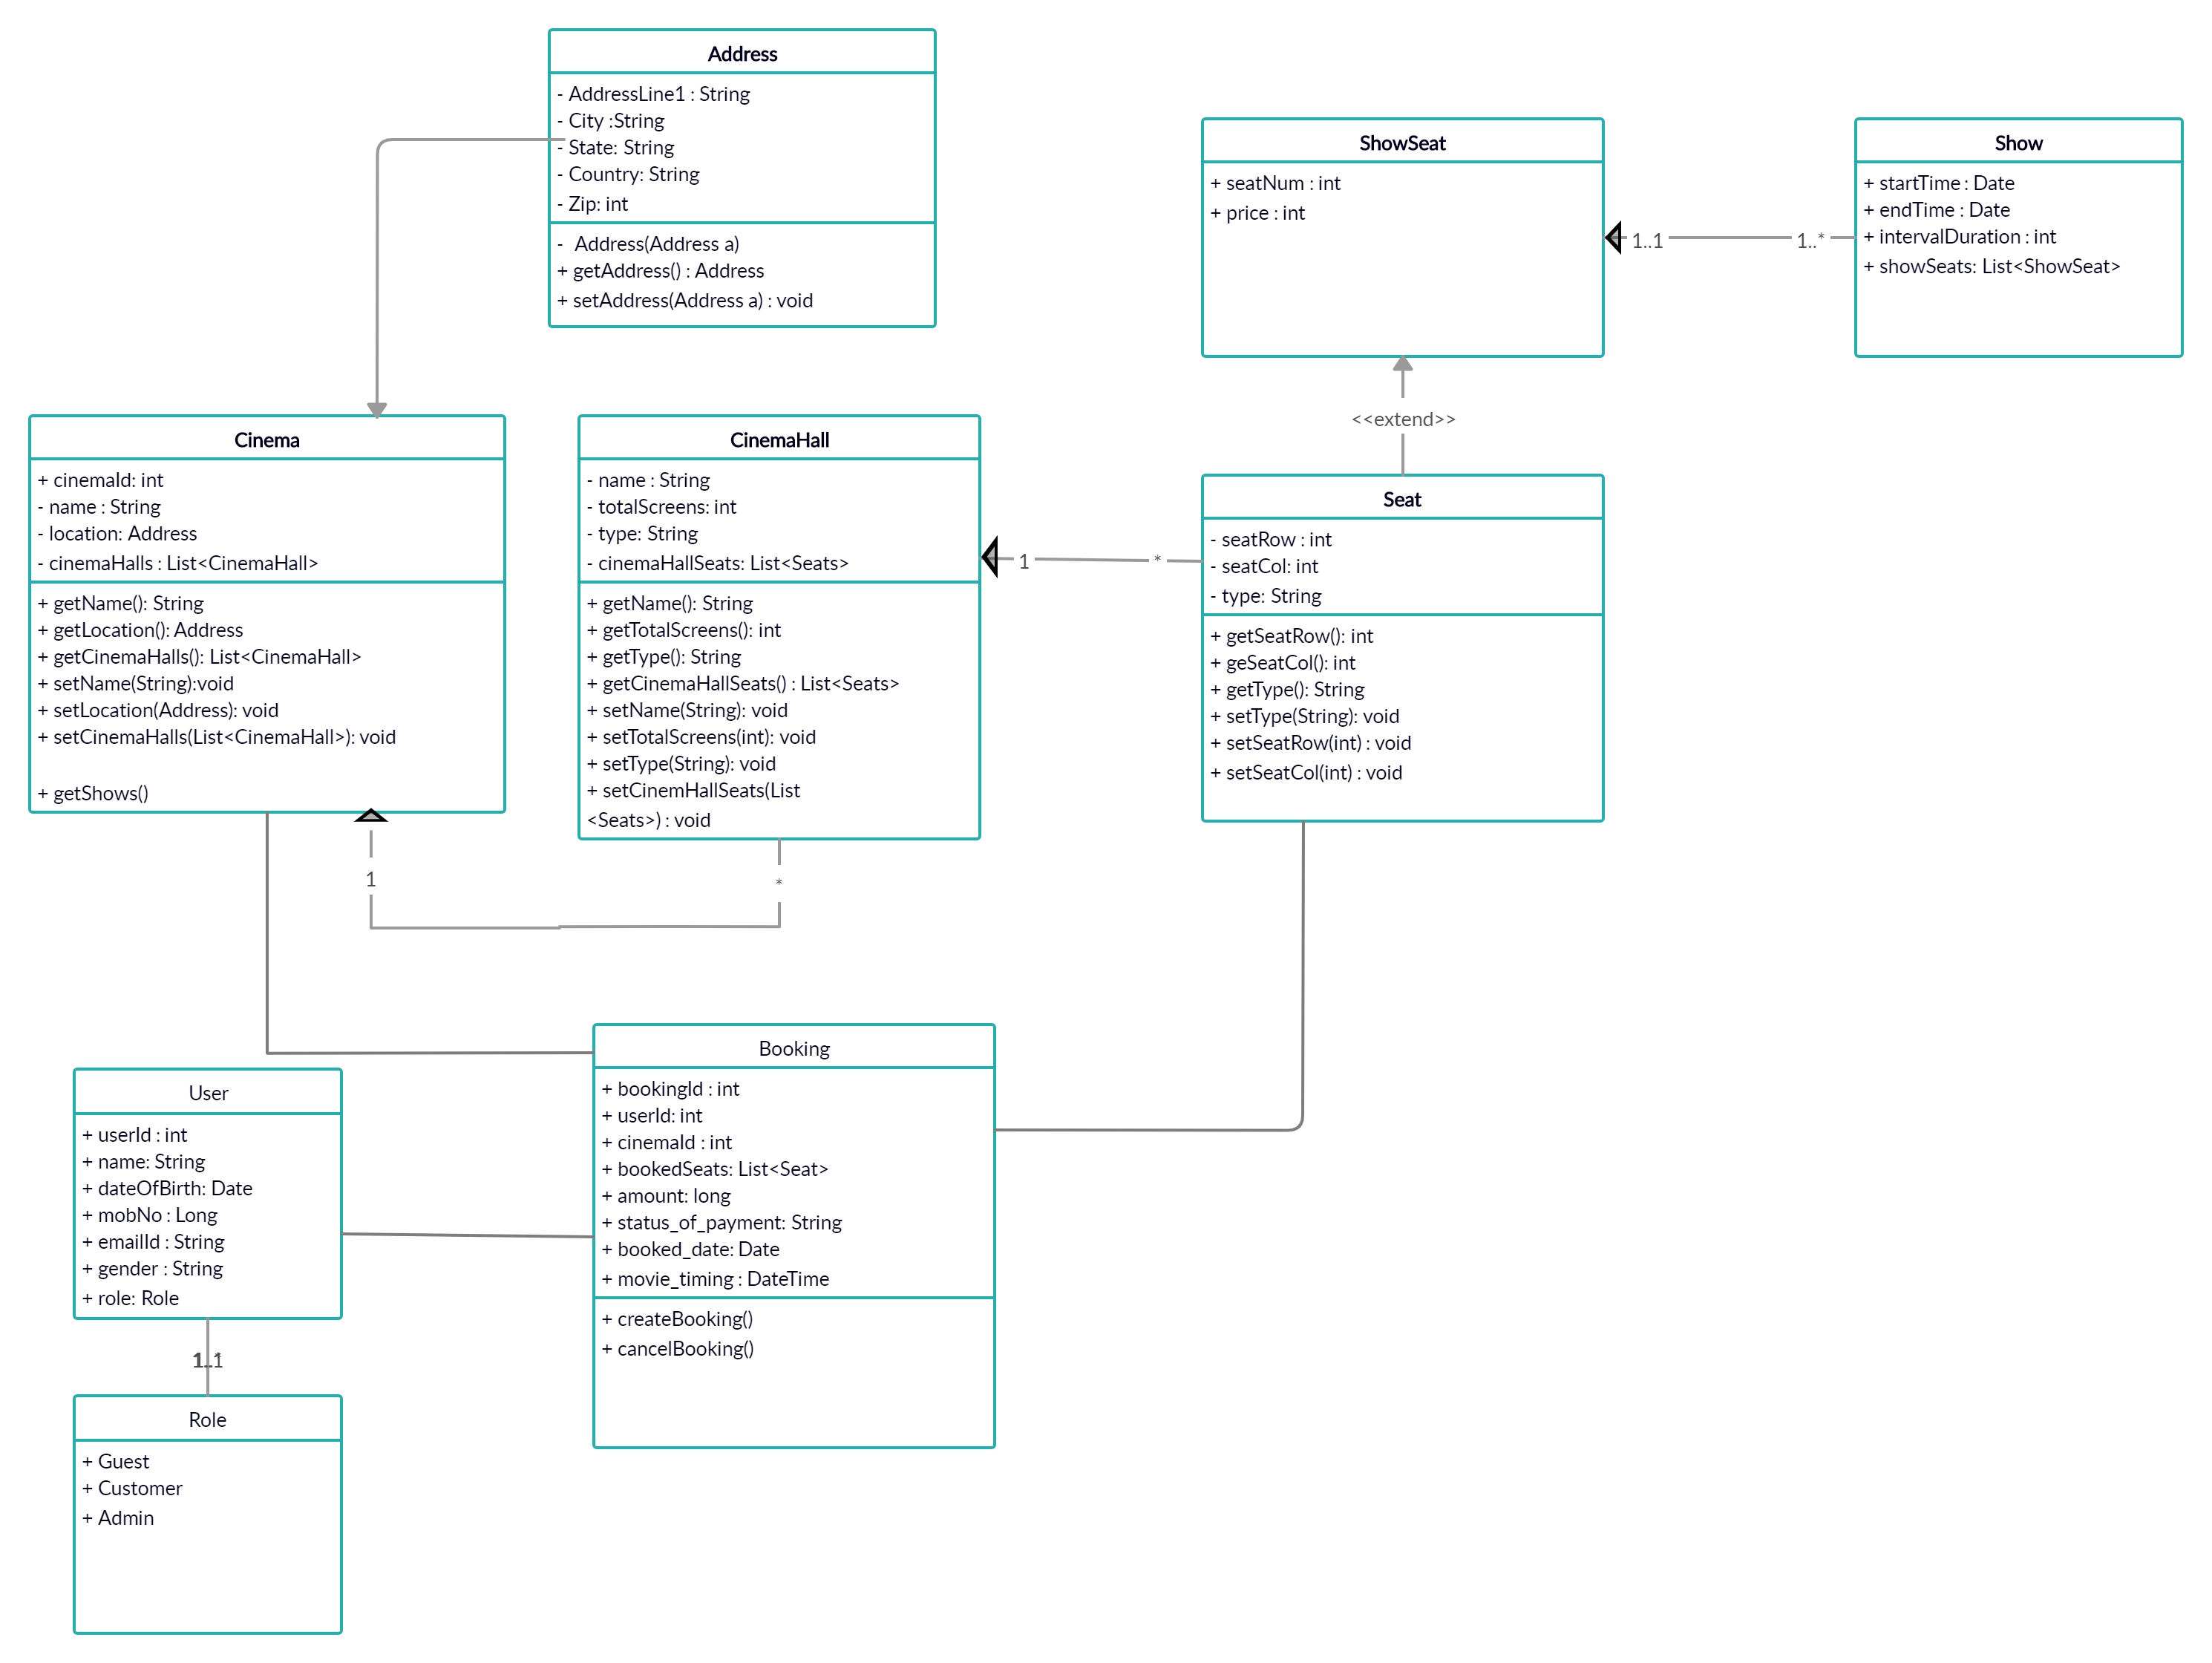 Address
- AddressLine1 : String
- City :String
- State: String
- Country: String
- Zip: int
-  Address(Address a)
+ getAddress() : Address
+ setAddress(Address a) : void
ShowSeat
+ seatNum : int
+ price : int
1..1
1..*
Show
+ startTime : Date
+ endTime : Date
+ intervalDuration : int
+ showSeats: List<ShowSeat>
<<extend>>
Cinema
+ cinemaId: int
- name : String
- location: Address
- cinemaHalls : List<CinemaHall>
+ getName(): String
+ getLocation(): Address
+ getCinemaHalls(): List<CinemaHall>
+ setName(String):void
+ setLocation(Address): void
+ setCinemaHalls(List<CinemaHall>): void
+ getShows()
1
*
CinemaHall
- name : String
- totalScreens: int
- type: String
- cinemaHallSeats: List<Seats>
+ getName(): String
+ getTotalScreens(): int
+ getType(): String
+ getCinemaHallSeats() : List<Seats>
+ setName(String): void
+ setTotalScreens(int): void
+ setType(String): void
+ setCinemHallSeats(List
<Seats>) : void
1
*
Seat
- seatRow : int
- seatCol: int
- type: String
+ getSeatRow(): int
+ geSeatCol(): int
+ getType(): String
+ setType(String): void
+ setSeatRow(int) : void
+ setSeatCol(int) : void
Booking
+ bookingId : int
+ userId: int
+ cinemaId : int
+ bookedSeats: List<Seat>
+ amount: long
+ status_of_payment: String
+ booked_date: Date
+ movie_timing : DateTime
+ createBooking()
+ cancelBooking()
User
+ userId : int
+ name: String
+ dateOfBirth: Date
+ mobNo : Long
+ emailId : String
+ gender : String
+ role: Role
Role
+ Guest
+ Customer
+ Admin